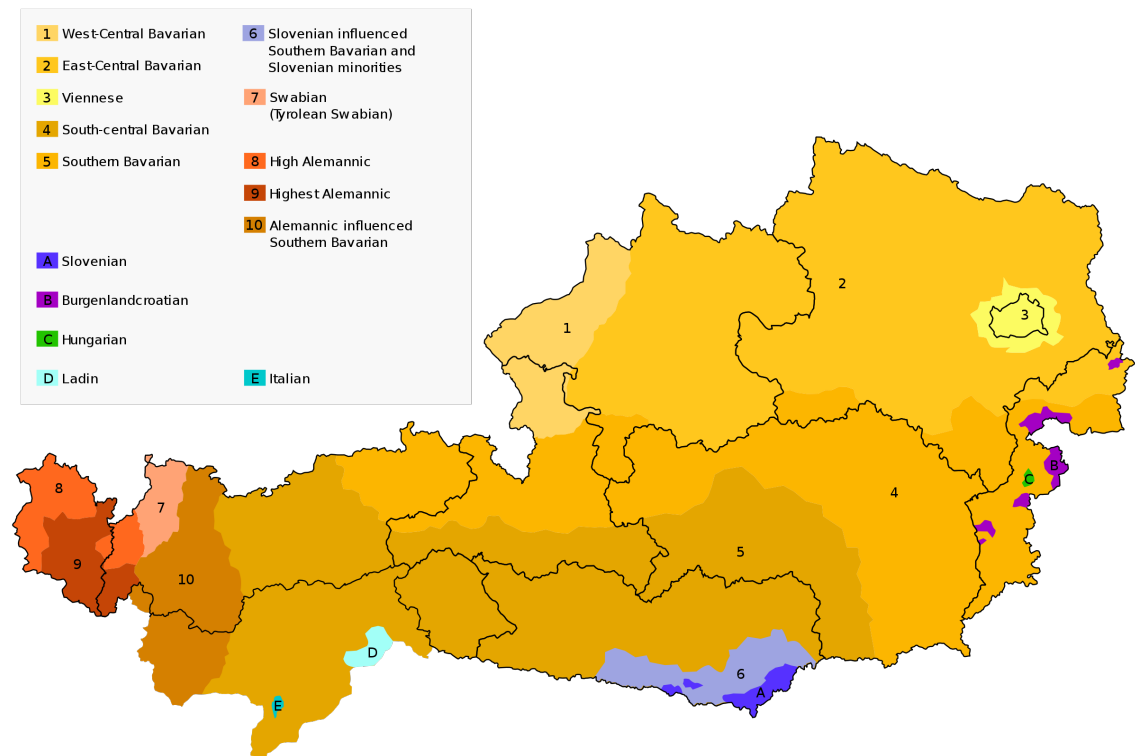 1 West-Central Bavarian
2 East-Central Bavarian
3 Viennese
4 South-central Bavarian
5 Southern Bavarian
A Slovenian
B Burgenlandcroatian
C Hungarian
D Ladin
6 Slovenian influenced
Southern Bavarian and
Slovenian minorities
7 Swabian
(Tyrolean Swabian)
8 High Alemannic
9 Highest Alemannic
10 Alemannic influenced
Southern Bavarian
E Italian
2
3
1
B
C
4
8
7
5
9
10
D
6
A
E